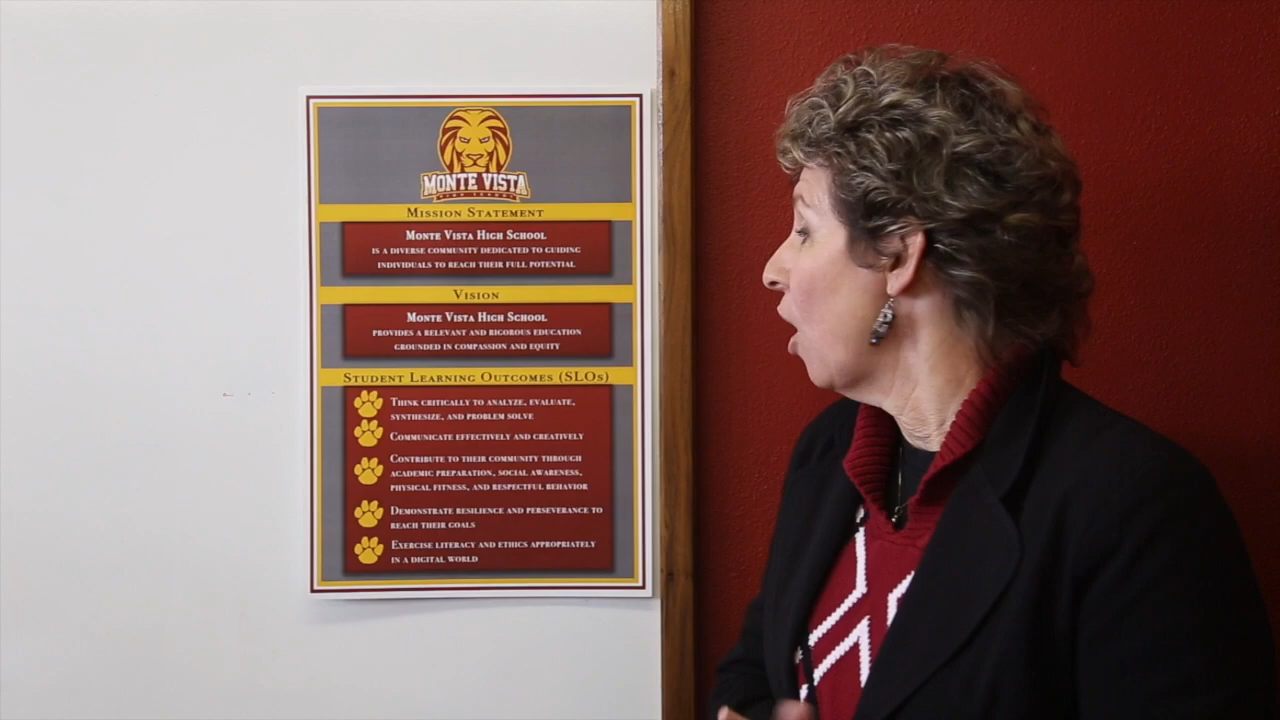 MONTE VISTA
HIGH SCHOOL
MISSION STATEMENT
MONTE VISTA HIGH SCHOOL
IS A DIVERSE COMMUNITY DEDICATED TO GUIDING
INDIVIDUALS TO REACH THEIR FULL POTENTIAL
VISION
MONTE VISTA HIGH SCHOOL
PROVIDES A RELEVANT AND RIGOROUS EDUCATION
GROUNDED IN COMPASSION AND EQUITY
STUDENT LEARNING OUTCOMES (SLOs)
THINK CRITICALLY TO ANALYZE, EVALUATE,
SYNTHESIZE, AND PROBLEM SOLVE
COMMUNICATE EFFECTIVELY AND CREATIVELY
CONTRIBUTE TO THEIR COMMUNITY THROUGH
ACADEMIC PREPARATION, SOCIAL AWARENESS,
PHYSICAL FITNESS, AND RESPECTFUL BEHAVIOR
DEMONSTRATE RESILIENCE AND PERSEVERANCE TO
REACH THEIR GOALS
EXERCISE LITERACY AND ETHICS APPROPRIATELY
IN A DIGITAL WORLD